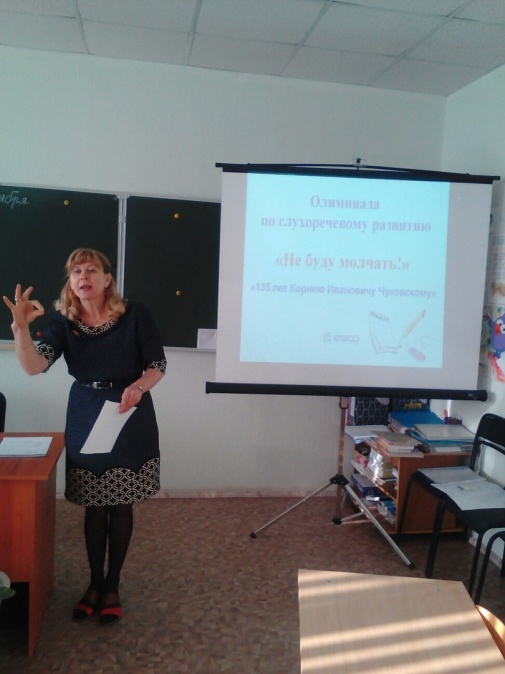 Олимпиада
по слухоречевому развитию
«Не буду молчать!»
«135 лет Корнею Ивановичу Чуковскому»
(5 класс)